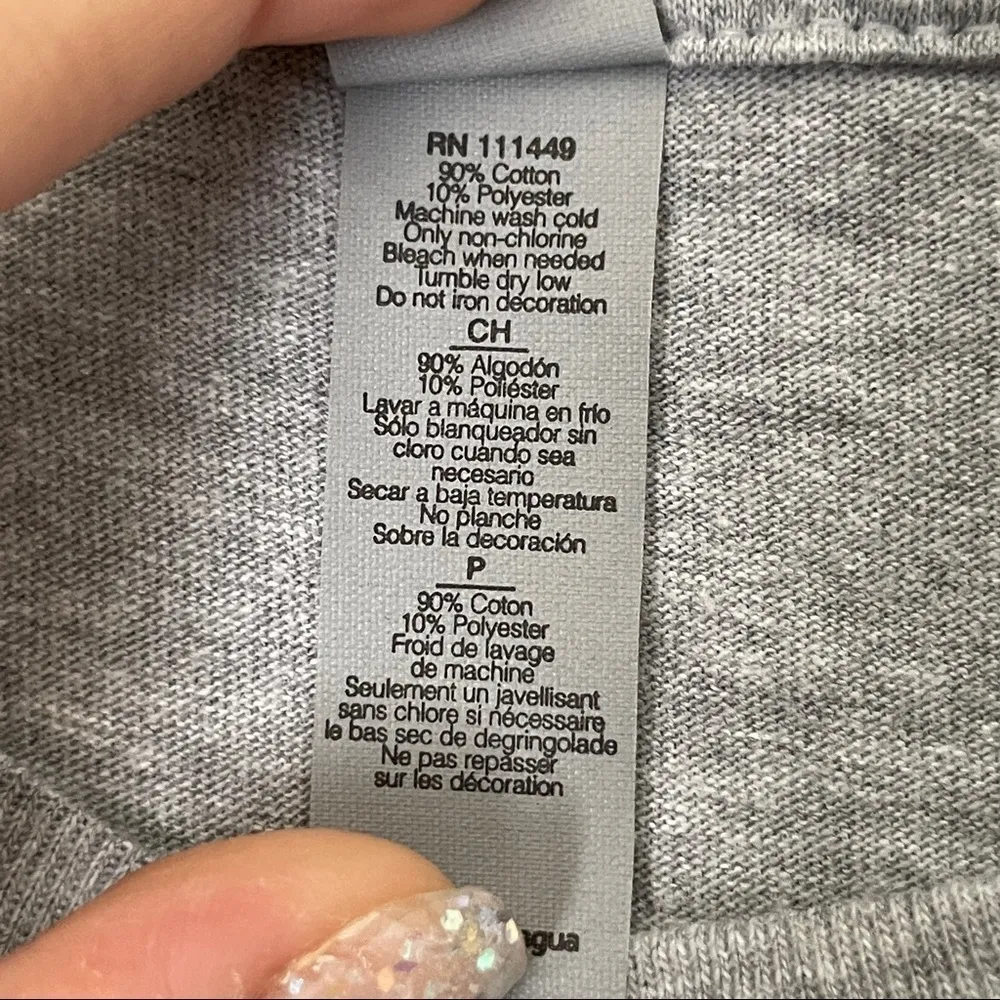 RN 111449
90% Cotton
10% Polyester
Machine wash cold
Only non-chlorine
Bleach when needed
Tumble dry low
Do not iron decoration
CH
90% Algodón
10% Poliéster
Lavar a máquina en frío
Sólo blanqueador sin
cloro cuando sea
necesario
Secar a baja temperatura
No planche
Sobre la decoración
P
90% Coton
10% Polyester
Froid de lavage
de machine
Seulement un javellisant
sans chlore si nécessaire
le bas sec de degringolade
Ne pas repasser
sur les décoration